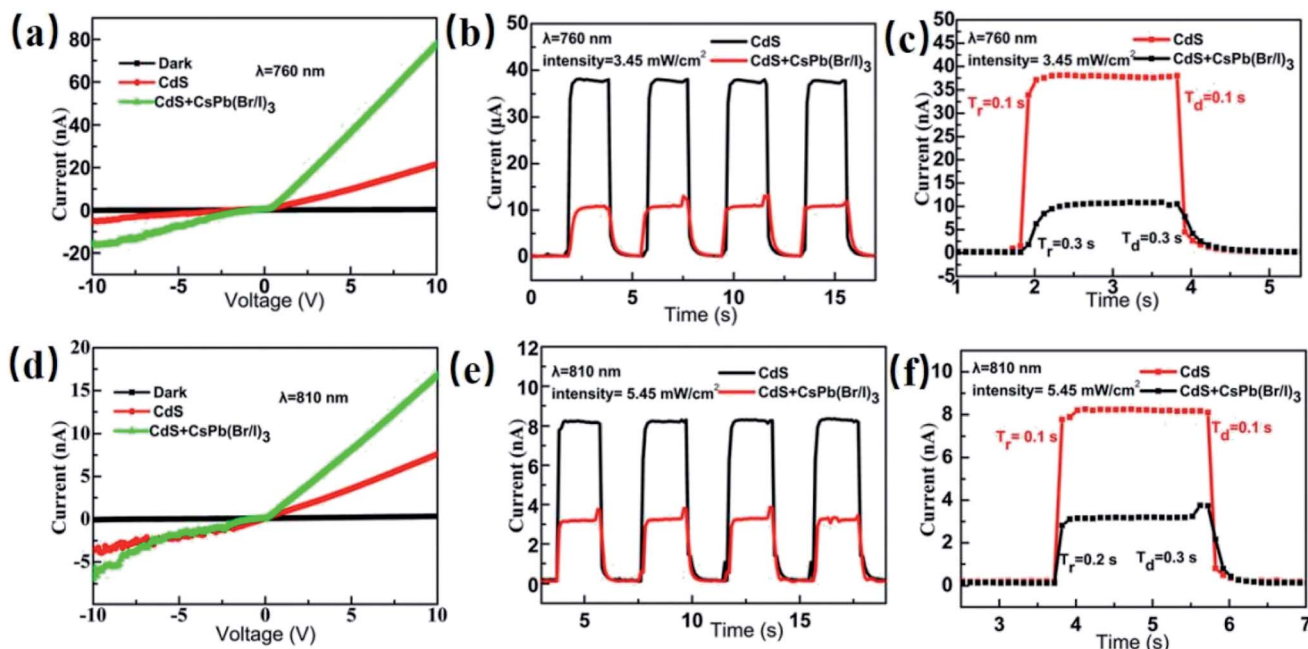 (a)
Current (nA)
80
60
40
20
0
-20
Dark
CdS
CdS+CsPb(Br/I)3
λ=760 nm
-10
-5
0
5
10
Voltage (V)
(b)
Current (μA)
50
40
30
20
10
0
λ=760 nm
intensity=3.45 mW/cm2
CdS
CdS+CsPb(Br/I)3
0
5
10
15
Time (s)
(c)
Current (nA)
50
45
40
35
30
25
20
15
10
5
0
-5
λ=760 nm
intensity= 3.45 mW/cm2
CdS
CdS+CsPb(Br/I)3
Tr=0.1 s
Td=0.1 s
Tr=0.3 s
Td=0.3 s
1
2
3
4
5
Time (s)
(d)
Current (nA)
20
15
10
5
0
-5
Dark
CdS
CdS+CsPb(Br/I)3
λ=810 nm
-10
-5
0
5
10
Voltage (V)
(e)
Current (nA)
12
10
8
6
4
2
0
λ=810 nm
intensity= 5.45 mW/cm2
CdS
CdS+CsPb(Br/I)3
5
10
15
Time (s)
(f)
Current (nA)
10
8
6
4
2
0
λ=810 nm
intensity= 5.45 mW/cm2
CdS
CdS+CsPb(Br/I)3
Tr= 0.1 s
Td=0.1 s
Tr=0.2 s
Td=0.3 s
3
4
5
6
7
Time (s)